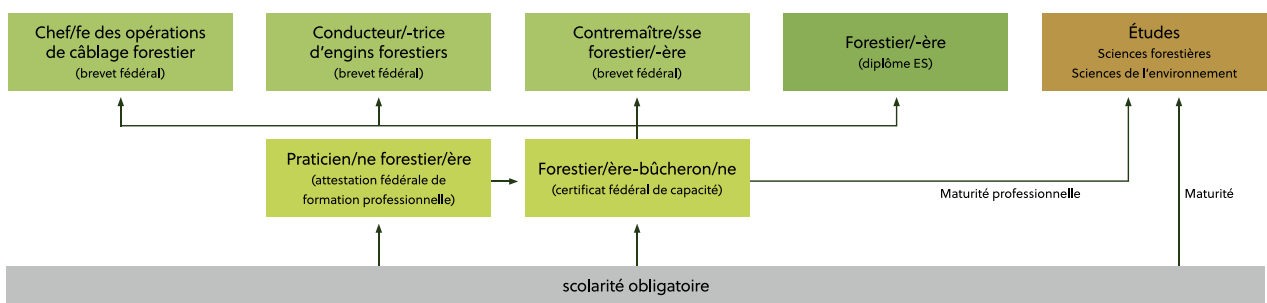 Chef/fe des opérations
de câblage forestier
(brevet fédéral)
Conducteur/-trice
d'engins forestiers
(brevet fédéral)
Contremaître/sse
forestier/-ère
(brevet fédéral)
Forestier/-ère
(diplôme ES)
Études
Sciences forestières
Sciences de l'environnement
Praticien/ne forestier/ère
(attestation fédérale de
formation professionnelle)
Forestier/ère-bûcheron/ne
(certificat fédéral de capacité)
Maturité professionnelle
Maturité
scolarité obligatoire